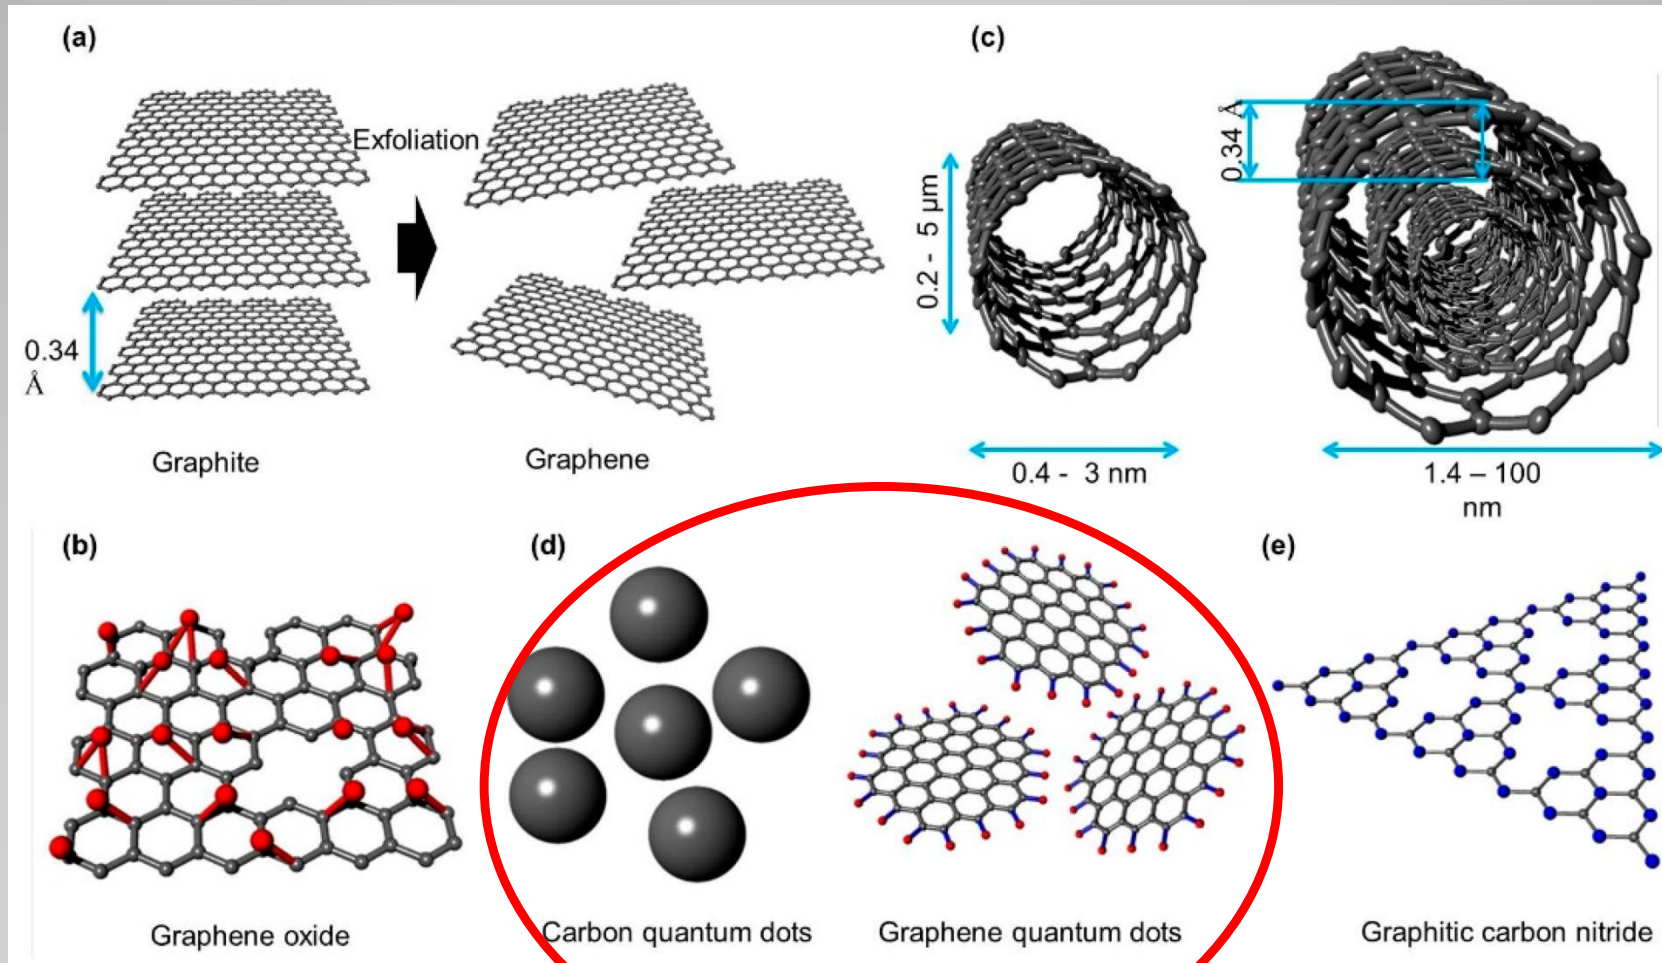 (a)
Exfoliation
0.34
Å
Graphite
Graphene
(c)
0.2 - 5 μm
0.34 Å
0.4 - 3 nm
1.4 – 100
nm
(b)
Graphene oxide
(d)
Carbon quantum dots
Graphene quantum dots
(e)
Graphitic carbon nitride